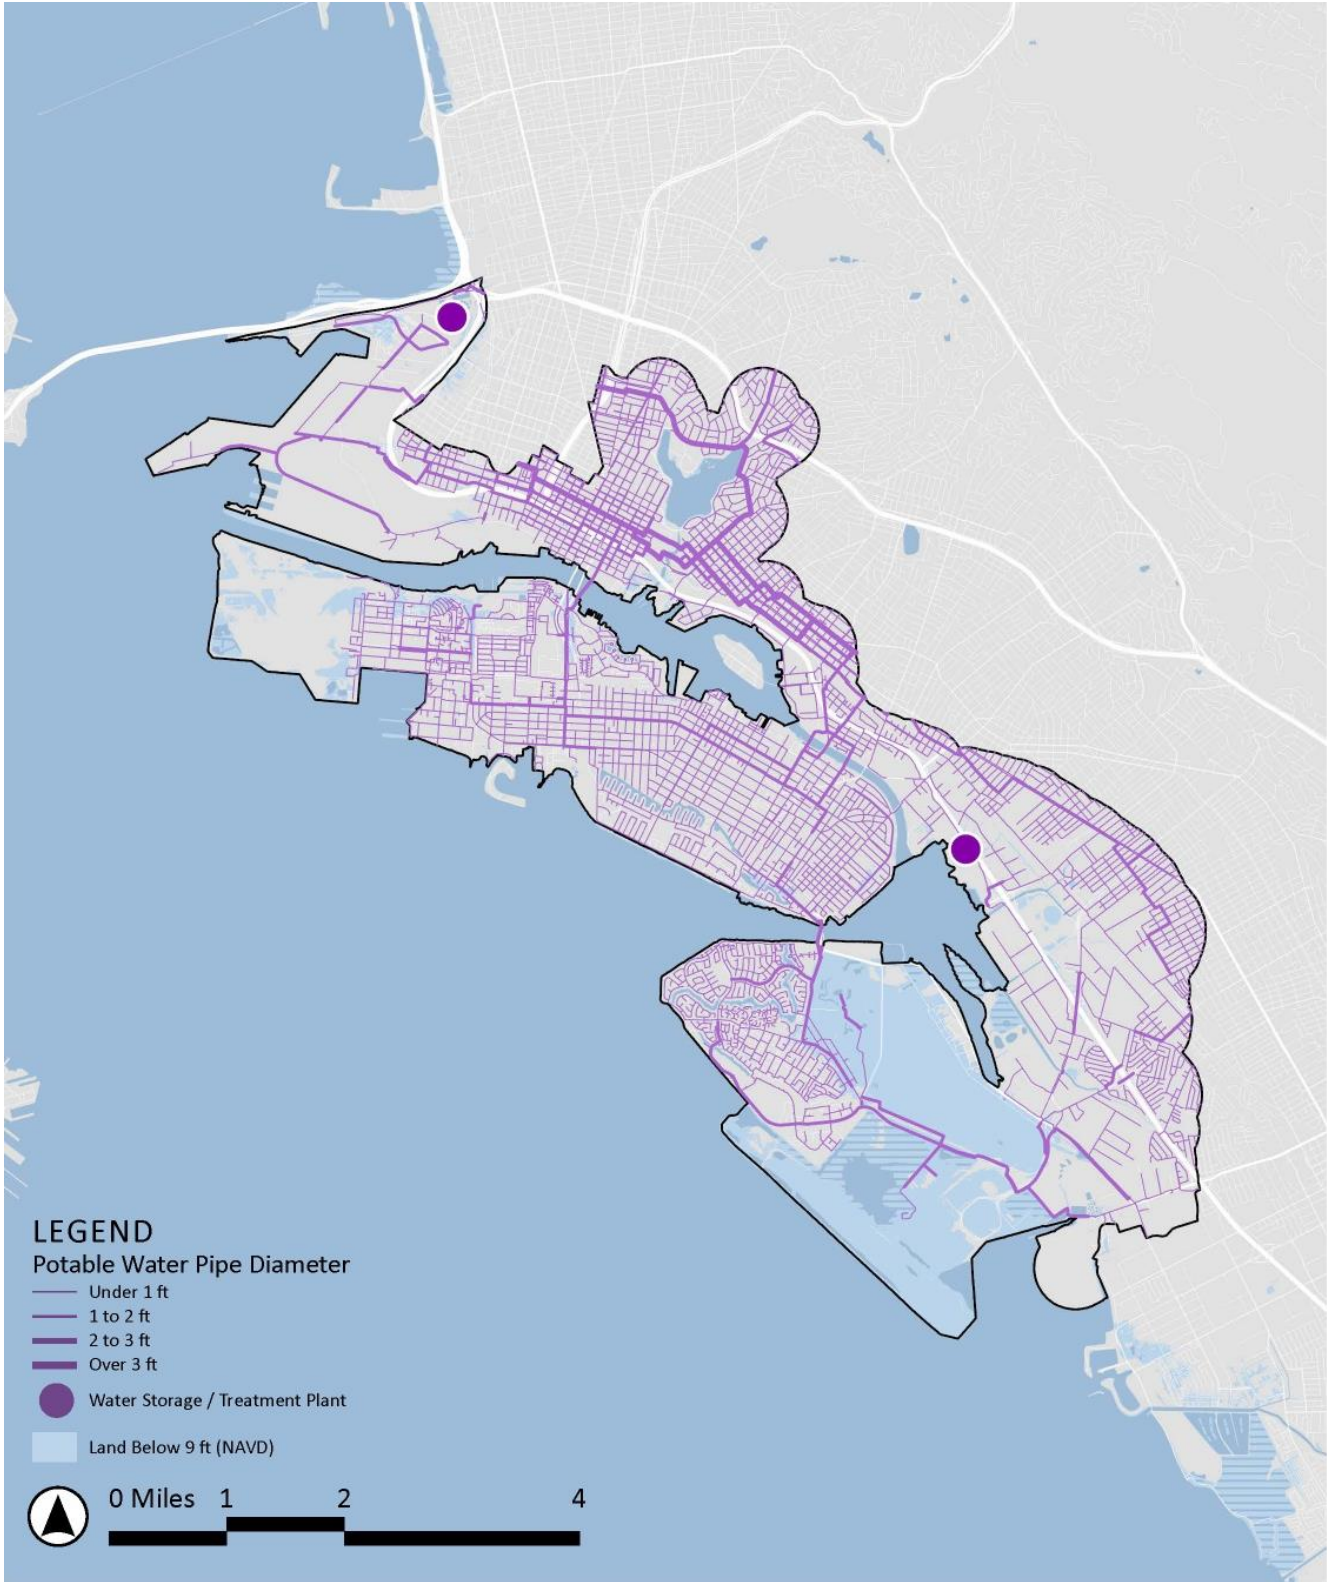 LEGEND
Potable Water Pipe Diameter
Under 1 ft
1 to 2 ft
2 to 3 ft
Over 3 ft
Water Storage / Treatment Plant
Land Below 9 ft (NAVD)
0 Miles 1 2 4